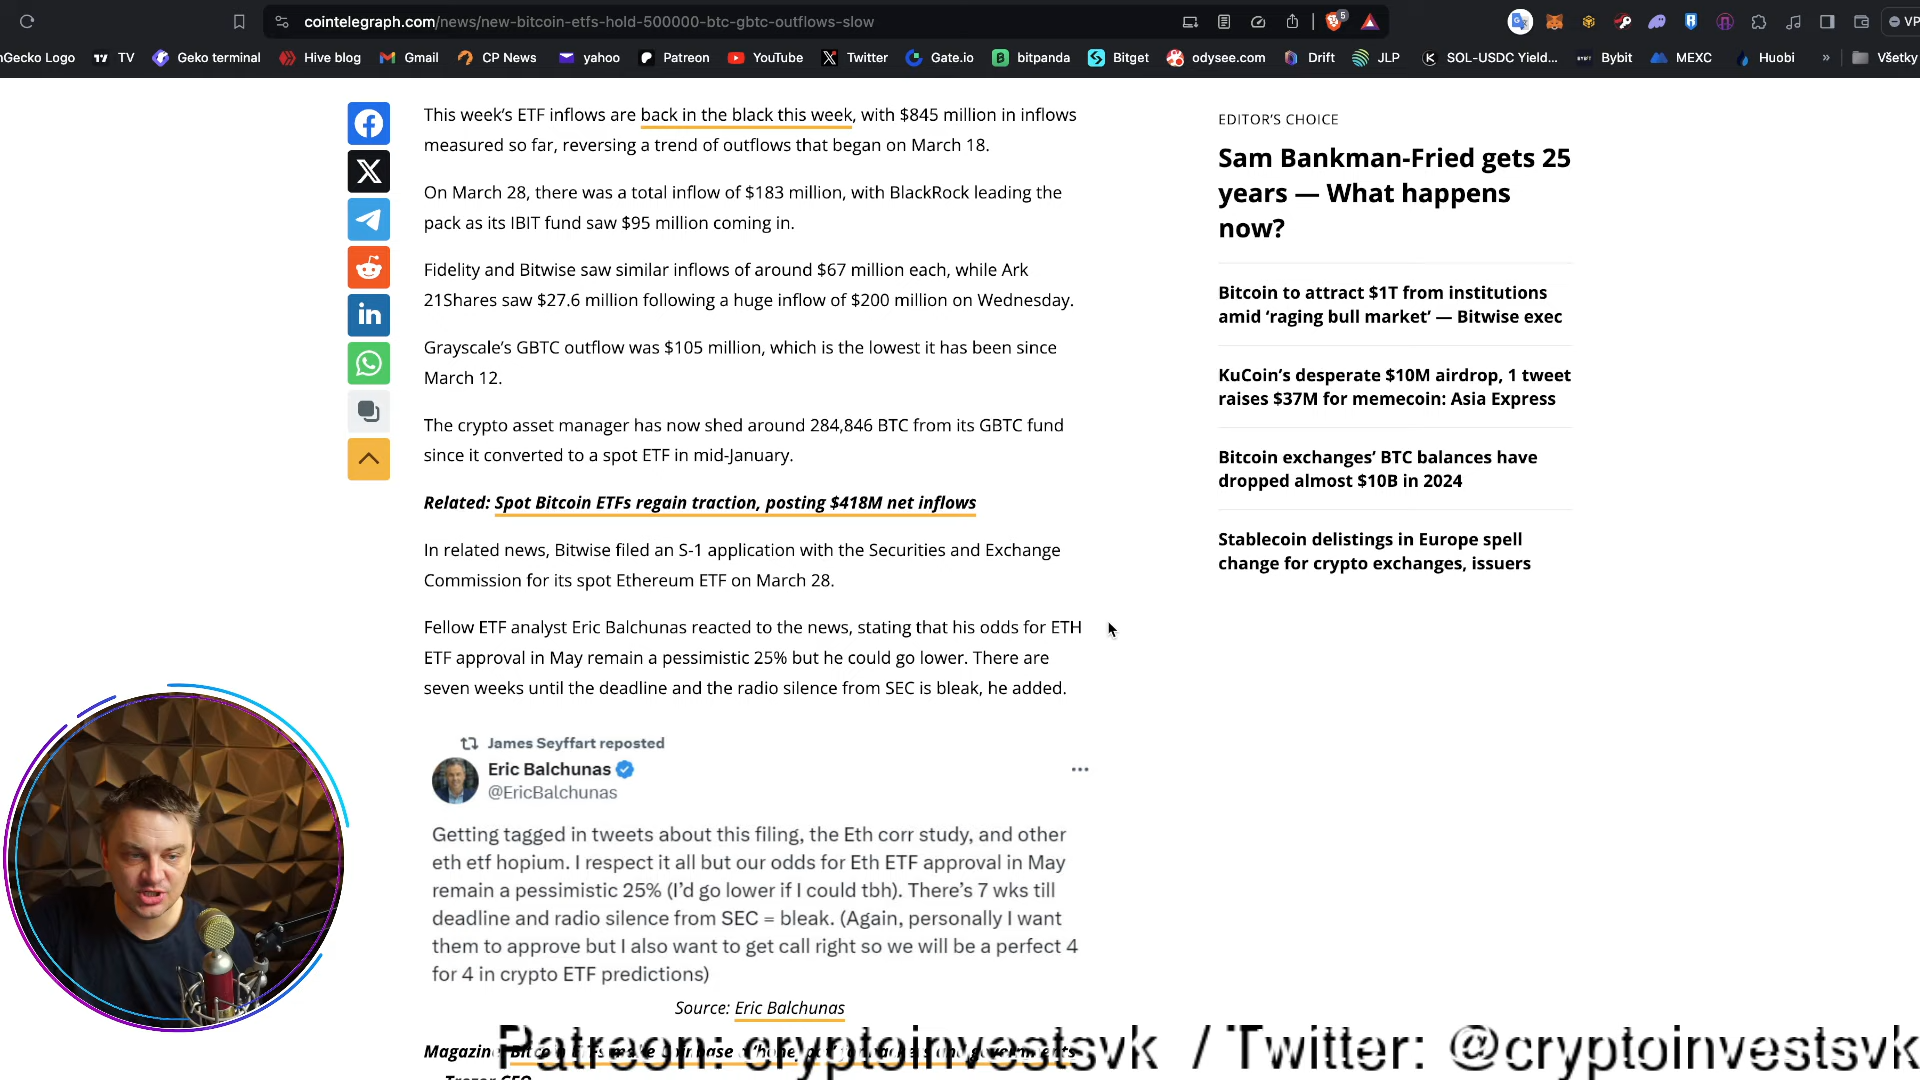 cointelegraph.com/news/new-bitcoin-etfs-hold-500000-btc-gbtc-outflows-slow
5
VP
nGecko Logo TV Geko terminal Hive blog Gmail CP News yahoo Patreon YouTube Twitter Gate.io bitpanda Bitget odysee.com Drift JLP SOL-USDC Yield... Bybit MEXC Huobi » Všetky
This week's ETF inflows are back in the black this week, with $845 million in inflows
measured so far, reversing a trend of outflows that began on March 18.
On March 28, there was a total inflow of $183 million, with BlackRock leading the
pack as its IBIT fund saw $95 million coming in.
Fidelity and Bitwise saw similar inflows of around $67 million each, while Ark
21Shares saw $27.6 million following a huge inflow of $200 million on Wednesday.
Grayscale's GBTC outflow was $105 million, which is the lowest it has been since
March 12.
The crypto asset manager has now shed around 284,846 BTC from its GBTC fund
since it converted to a spot ETF in mid-January.
Related: Spot Bitcoin ETFs regain traction, posting $418M net inflows
In related news, Bitwise filed an S-1 application with the Securities and Exchange
Commission for its spot Ethereum ETF on March 28.
Fellow ETF analyst Eric Balchunas reacted to the news, stating that his odds for ETH
ETF approval in May remain a pessimistic 25% but he could go lower. There are
seven weeks until the deadline and the radio silence from SEC is bleak, he added.
James Seyffart reposted
Eric Balchunas
@EricBalchunas
Getting tagged in tweets about this filing, the Eth corr study, and other
eth etf hopium. I respect it all but our odds for Eth ETF approval in May
remain a pessimistic 25% (I'd go lower if I could tbh). There's 7 wks till
deadline and radio silence from SEC = bleak. (Again, personally I want
them to approve but I also want to get call right so we will be a perfect 4
for 4 in crypto ETF predictions)
Source: Eric Balchunas
EDITOR'S CHOICE
Sam Bankman-Fried gets 25
years — What happens
now?
Bitcoin to attract $1T from institutions
amid 'raging bull market' — Bitwise exec
KuCoin's desperate $10M airdrop, 1 tweet
raises $37M for memecoin: Asia Express
Bitcoin exchanges' BTC balances have
dropped almost $10B in 2024
Stablecoin delistings in Europe spell
change for crypto exchanges, issuers
Patreon: cryptoinvestsvk / Twitter: @cryptoinvestsvk